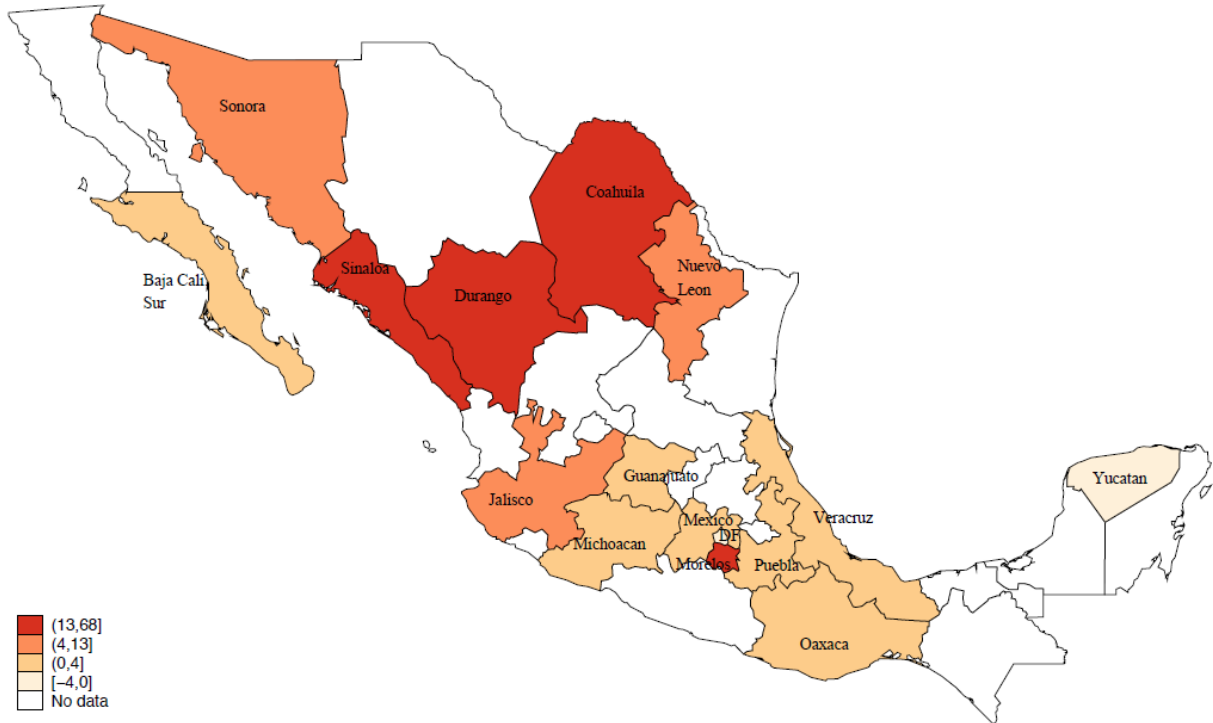 Sonora
Coahuila
Sinaloa
Nuevo
Leon
Baja Cali
Sur
Durango
Guanajuato
Yucatan
Jalisco
Mexico
Veracruz
DF
Michoacan
Morelos
Puebla
Oaxaca
(13,68]
(4,13]
(0,4]
[−4,0]
No data